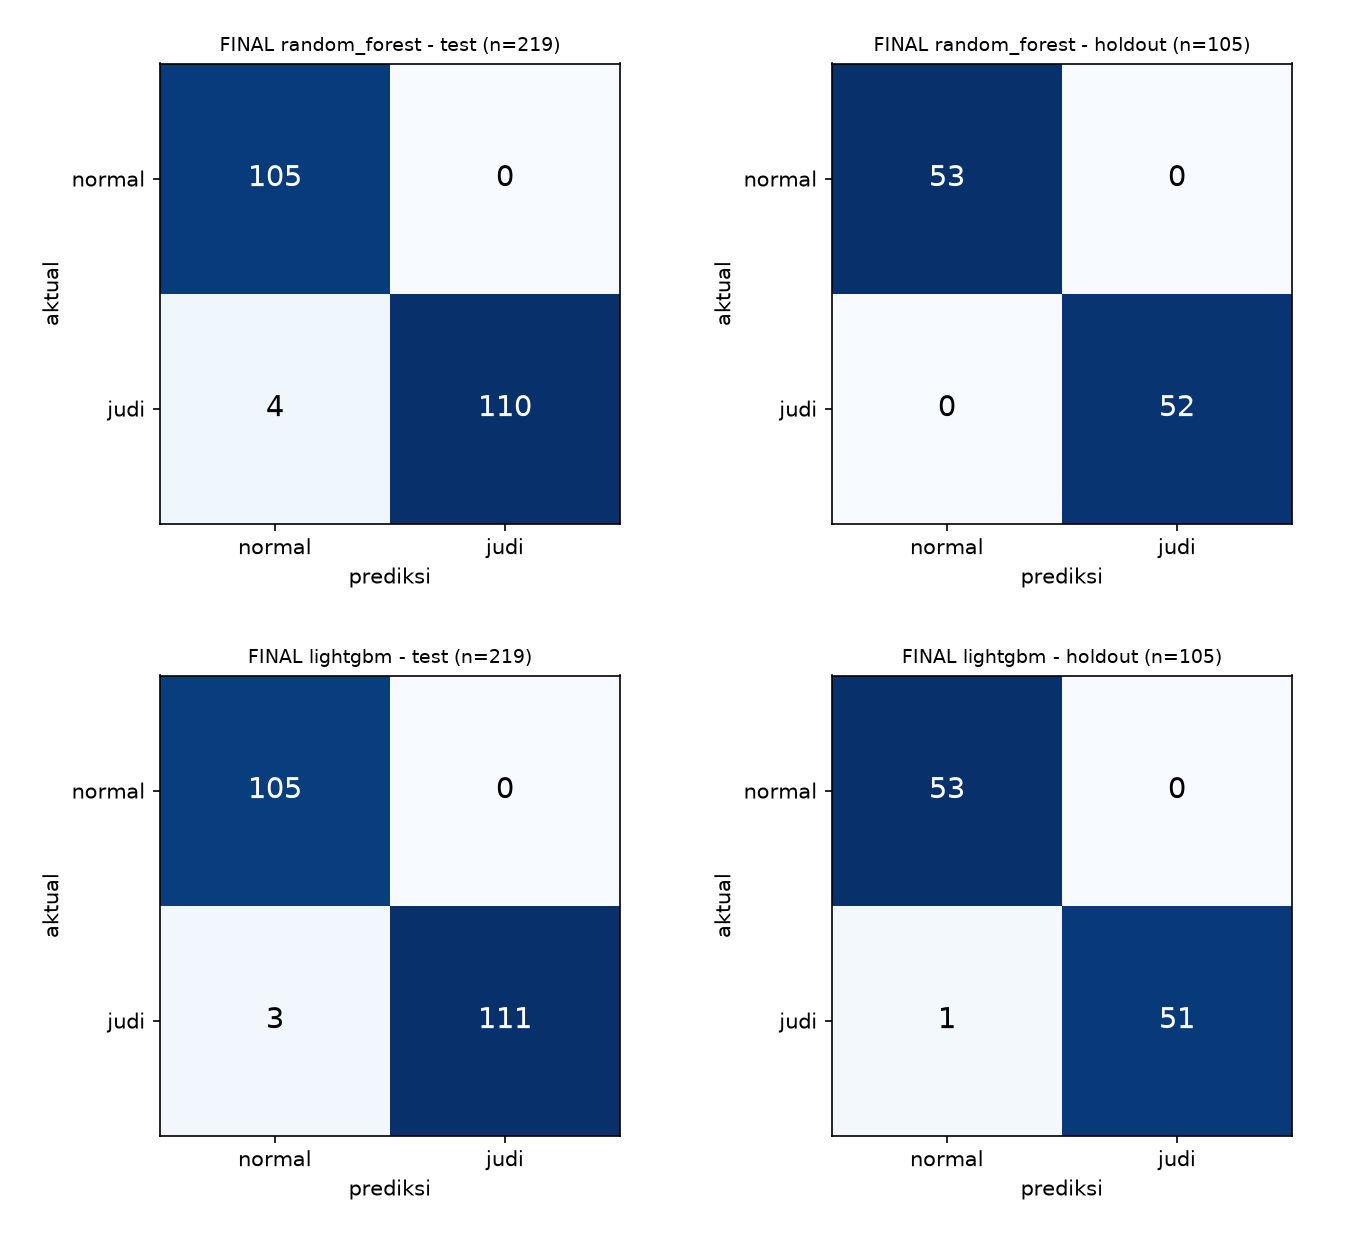 FINAL random_forest - test (n=219)
normal
105
0
aktual
judi
4
110
normal
judi
prediksi
FINAL random_forest - holdout (n=105)
normal
53
0
aktual
judi
0
52
normal
judi
prediksi
FINAL lightgbm - test (n=219)
normal
105
0
aktual
judi
3
111
normal
judi
prediksi
FINAL lightgbm - holdout (n=105)
normal
53
0
aktual
judi
1
51
normal
judi
prediksi